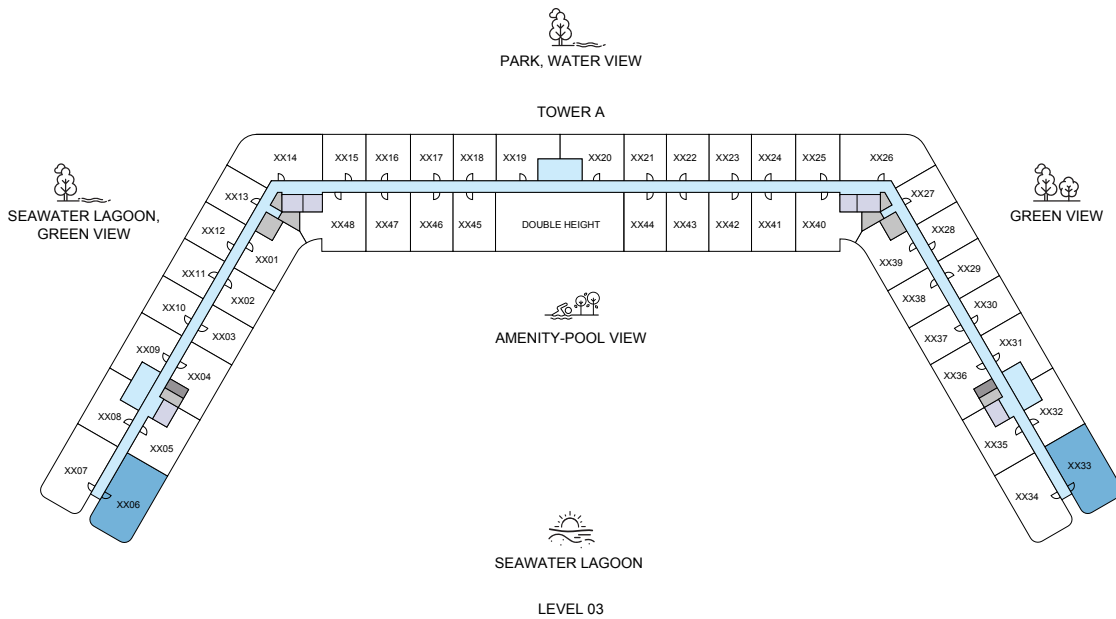 PARK, WATER VIEW
TOWER A
XX14
XX15
XX16
XX17
XX18
XX19
XX20
XX21
XX22
XX23
XX24
XX25
XX26
SEAWATER LAGOON,
GREEN VIEW
GREEN VIEW
XX13
XX12
XX11
XX10
XX09
XX08
XX07
XX01
XX02
XX03
XX04
XX05
XX06
XX48
XX47
XX46
XX45
DOUBLE HEIGHT
XX44
XX43
XX42
XX41
XX40
XX27
XX28
XX29
XX30
XX31
XX32
XX33
XX39
XX38
XX37
XX36
XX35
XX34
AMENITY-POOL VIEW
SEAWATER LAGOON
LEVEL 03